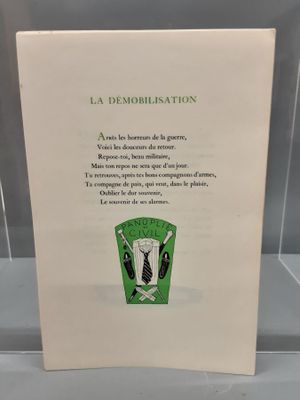 LA DÉMOBILISATION
Après les horreurs de la guerre,
Voici les douceurs du retour.
Repose-toi, beau militaire,
Mais ton repos ne sera que d'un jour.
Tu retrouves, après tes bons compagnons d'armes,
Ta compagne de paix, qui veut, dans le plaisir,
Oublier le dur souvenir,
Le souvenir de ses alarmes.
PANOPLIE
CIVIL